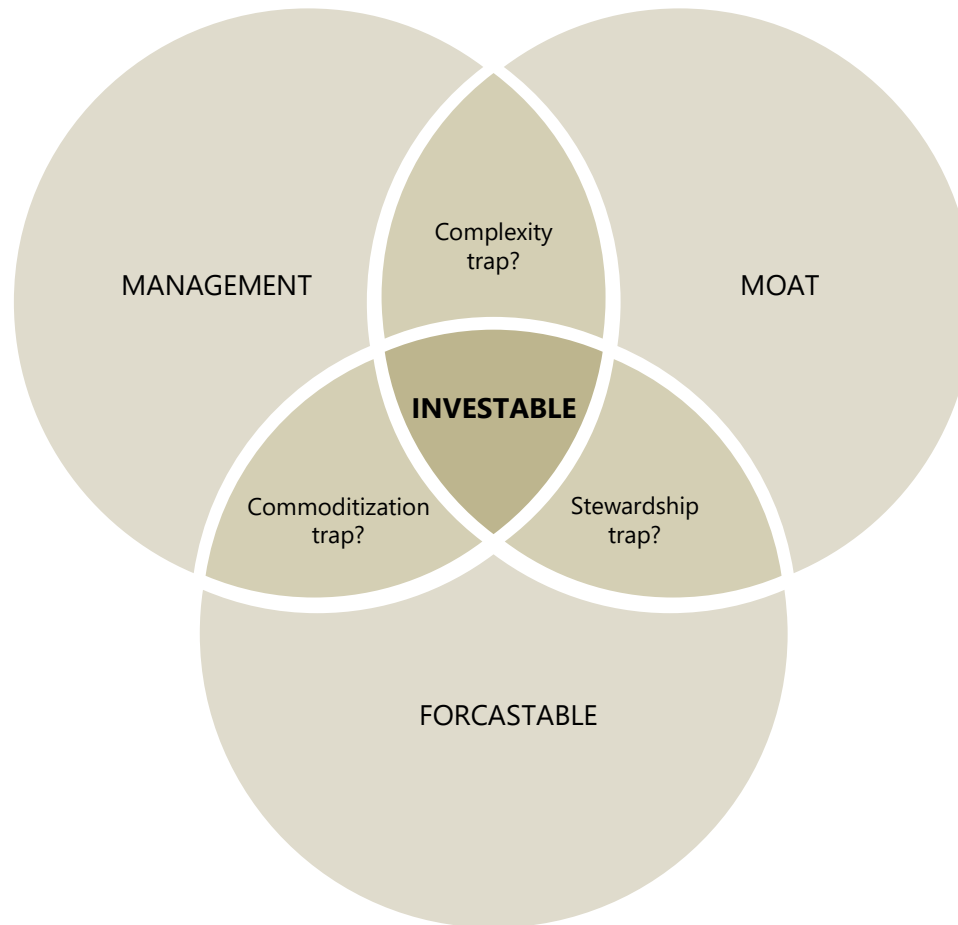 Complexity
trap?
MANAGEMENT
MOAT
INVESTABLE
Commoditization
trap?
Stewardship
trap?
FORCASTABLE